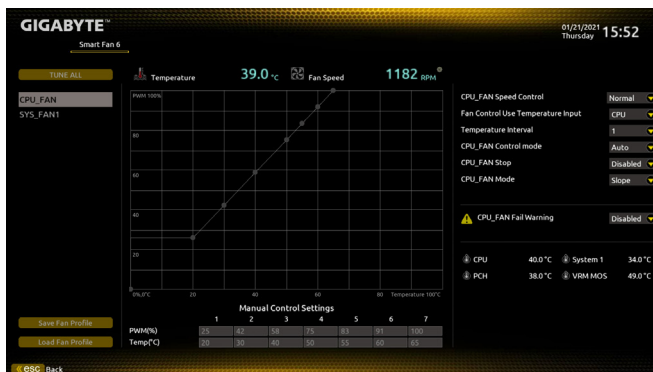 GIGABYTE™
01/21/2021 Thursday 15:52
Smart Fan 6
TUNE ALL
CPU_FAN
SYS_FAN1
Temperature 39.0 °C Fan Speed 1182 RPM
PWM 100%
80
60
40
20
0%,0°C 20 40 60 80 Temperature 100°C
Manual Control Settings
1 2 3 4 5 6 7
PWM(%) 25 42 58 75 83 91 100
Temp(°C) 20 30 40 50 55 60 65
CPU_FAN Speed Control Normal
Fan Control Use Temperature Input CPU
Temperature Interval 1
CPU_FAN Control mode Auto
CPU_FAN Stop Disabled
CPU_FAN Mode Slope
CPU_FAN Fail Warning Disabled
CPU 40.0°C System 1 34.0°C
PCH 38.0°C VRM MOS 49.0°C
Save Fan Profile
Load Fan Profile
esc Back